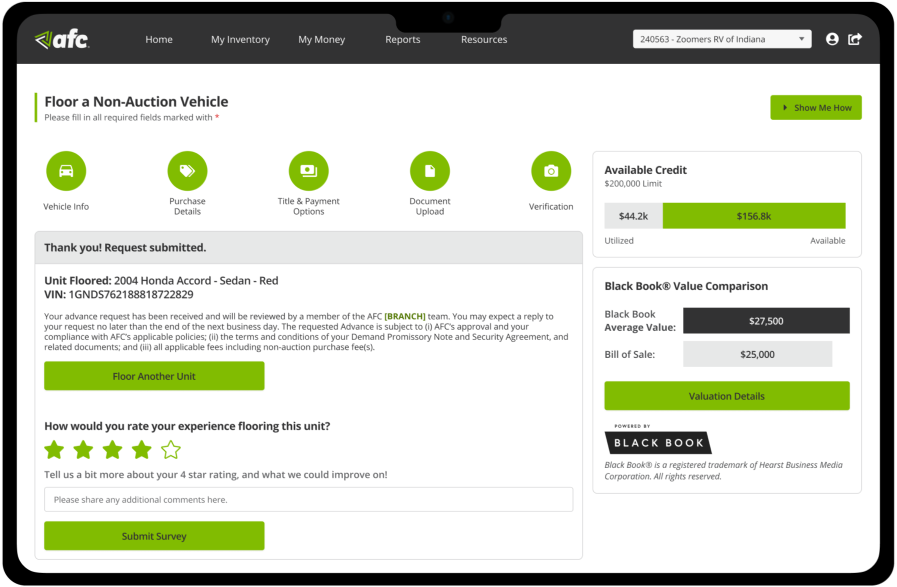 afc
Home
My Inventory
My Money
Reports
Resources
240563 - Zoomers RV of Indiana
Floor a Non-Auction Vehicle
Please fill in all required fields marked with *
Show Me How
Vehicle Info
Purchase
Details
Title & Payment
Options
Document
Upload
Verification
Thank you! Request submitted.
Unit Floored: 2004 Honda Accord - Sedan - Red
VIN: 1GNDS762188818722829
Your advance request has been received and will be reviewed by a member of the AFC [BRANCH] team. You may expect a reply to
your request no later than the end of the next business day. The requested Advance is subject to (i) AFC's approval and your
compliance with AFC's applicable policies; (ii) the terms and conditions of your Demand Promissory Note and Security Agreement, and
related documents; and (iii) all applicable fees including non-auction purchase fee(s).
Floor Another Unit
How would you rate your experience flooring this unit?
Tell us a bit more about your 4 star rating, and what we could improve on!
Please share any additional comments here.
Submit Survey
Available Credit
$200,000 Limit
$44.2k
$156.8k
Utilized
Available
Black Book® Value Comparison
Black Book
Average Value:
$27,500
Bill of Sale:
$25,000
Valuation Details
POWERED BY
BLACK BOOK
Black Book® is a registered trademark of Hearst Business Media
Corporation. All rights reserved.